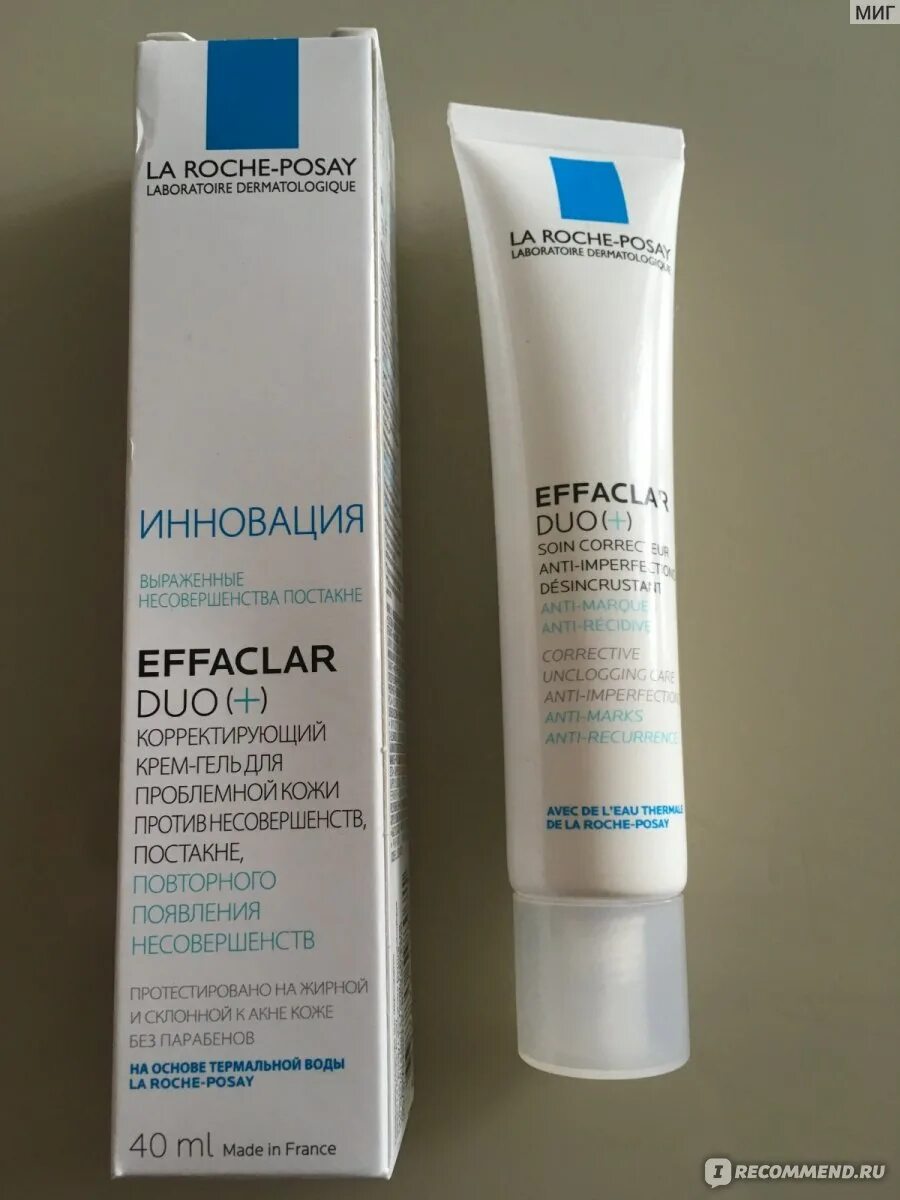 МИГ
LA ROCHE-POSAY
LABORATOIRE DERMATOLOGIQUE
ИННОВАЦИЯ
ВЫРАЖЕННЫЕ
НЕСОВЕРШЕНСТВА ПОСТАКНЕ
EFFACLAR
DUO (+)
КОРРЕКТИРУЮЩИЙ
КРЕМ-ГЕЛЬ ДЛЯ
ПРОБЛЕМНОЙ КОЖИ
ПРОТИВ НЕСОВЕРШЕНСТВ,
ПОСТАКНЕ,
ПОВТОРНОГО
ПОЯВЛЕНИЯ
НЕСОВЕРШЕНСТВ
ПРОТЕСТИРОВАНО НА ЖИРНОЙ
И СКЛОННОЙ К АКНЕ КОЖЕ
БЕЗ ПАРАБЕНОВ
НА ОСНОВЕ ТЕРМАЛЬНОЙ ВОДЫ
LA ROCHE-POSAY
40 ml Made in France
LA ROCHE-POSAY
LABORATOIRE DERMATOLOGIQUE
EFFACLAR
DUO (+)
SOIN CORRECTEUR
ANTI-IMPERFECTIONS
DÉSINCRUSTANT
ANTI-MARQUE
ANTI-RÉCIDIVE
CORRECTIVE
UNCLOGGING CARE
ANTI-IMPERFECTION
ANTI-MARKS
ANTI-RECURRENCE
AVEC DE L'EAU THERMALE
DE LA ROCHE-POSAY
IRECOMMEND.RU